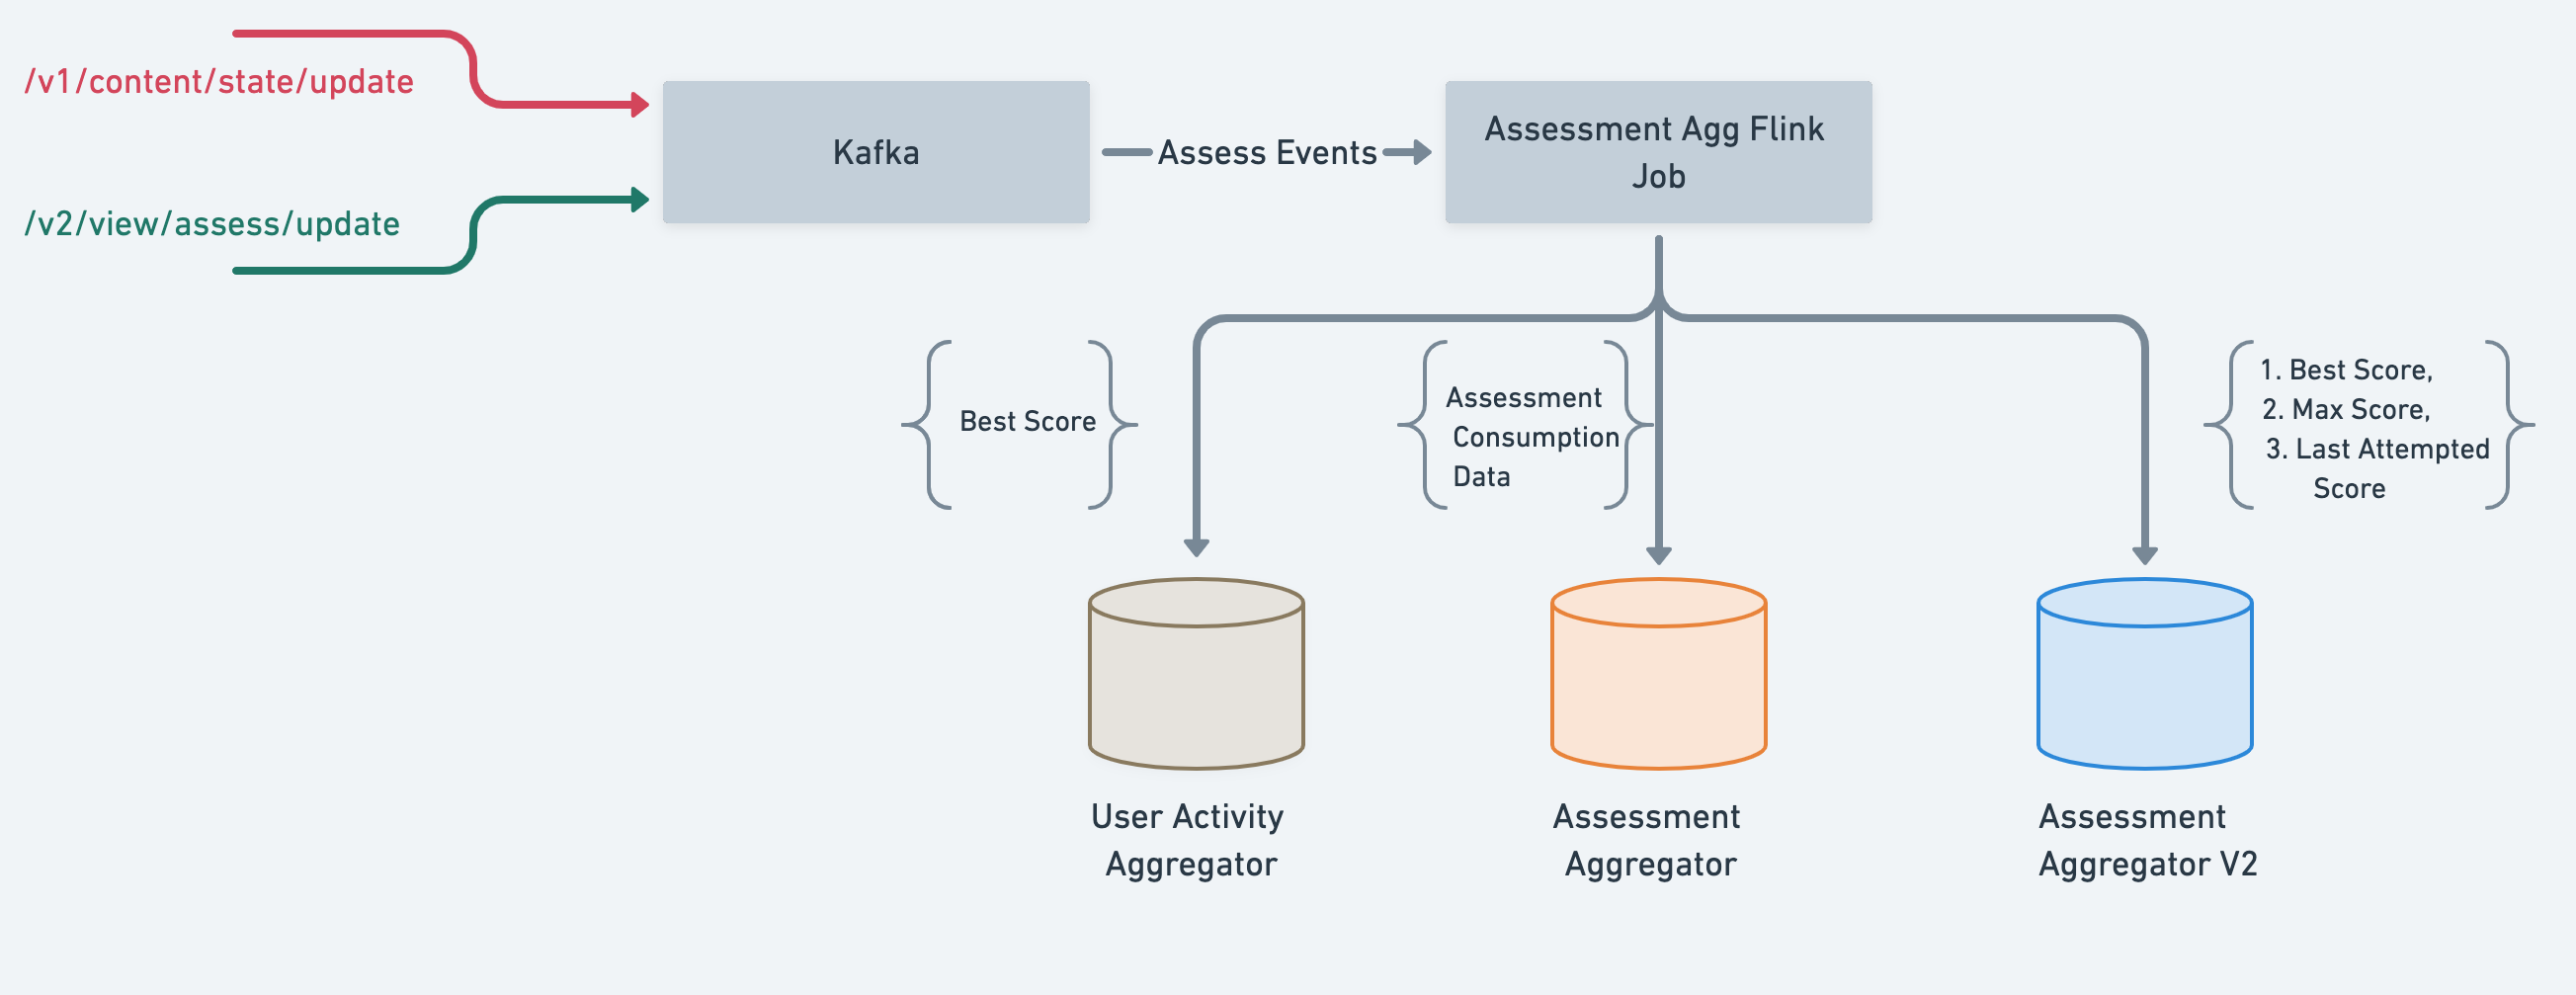 /v1/content/state/update
/v2/view/assess/update
Kafka
Assess Events
Assessment Agg Flink
Job
Best Score
Assessment
Consumption
Data
1. Best Score,
2. Max Score,
3. Last Attempted
Score
User Activity
Aggregator
Assessment
Aggregator
Assessment
Aggregator V2